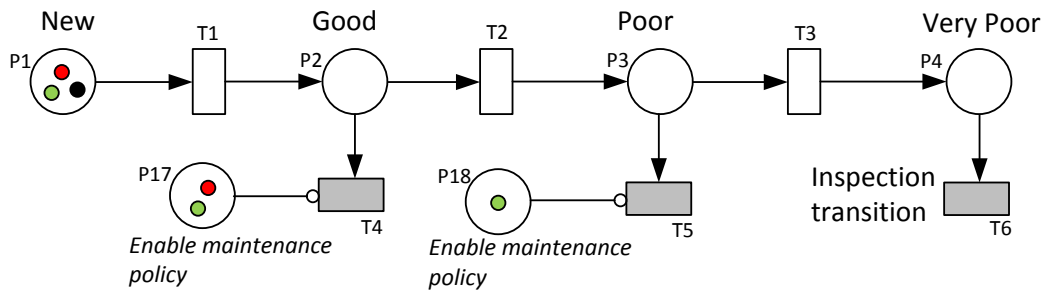 New
Good
Poor
Very Poor
T1
T2
T3
P1
P2
P3
P4
P17
P18
Inspection
transition
T4
T5
T6
Enable maintenance
policy
Enable maintenance
policy